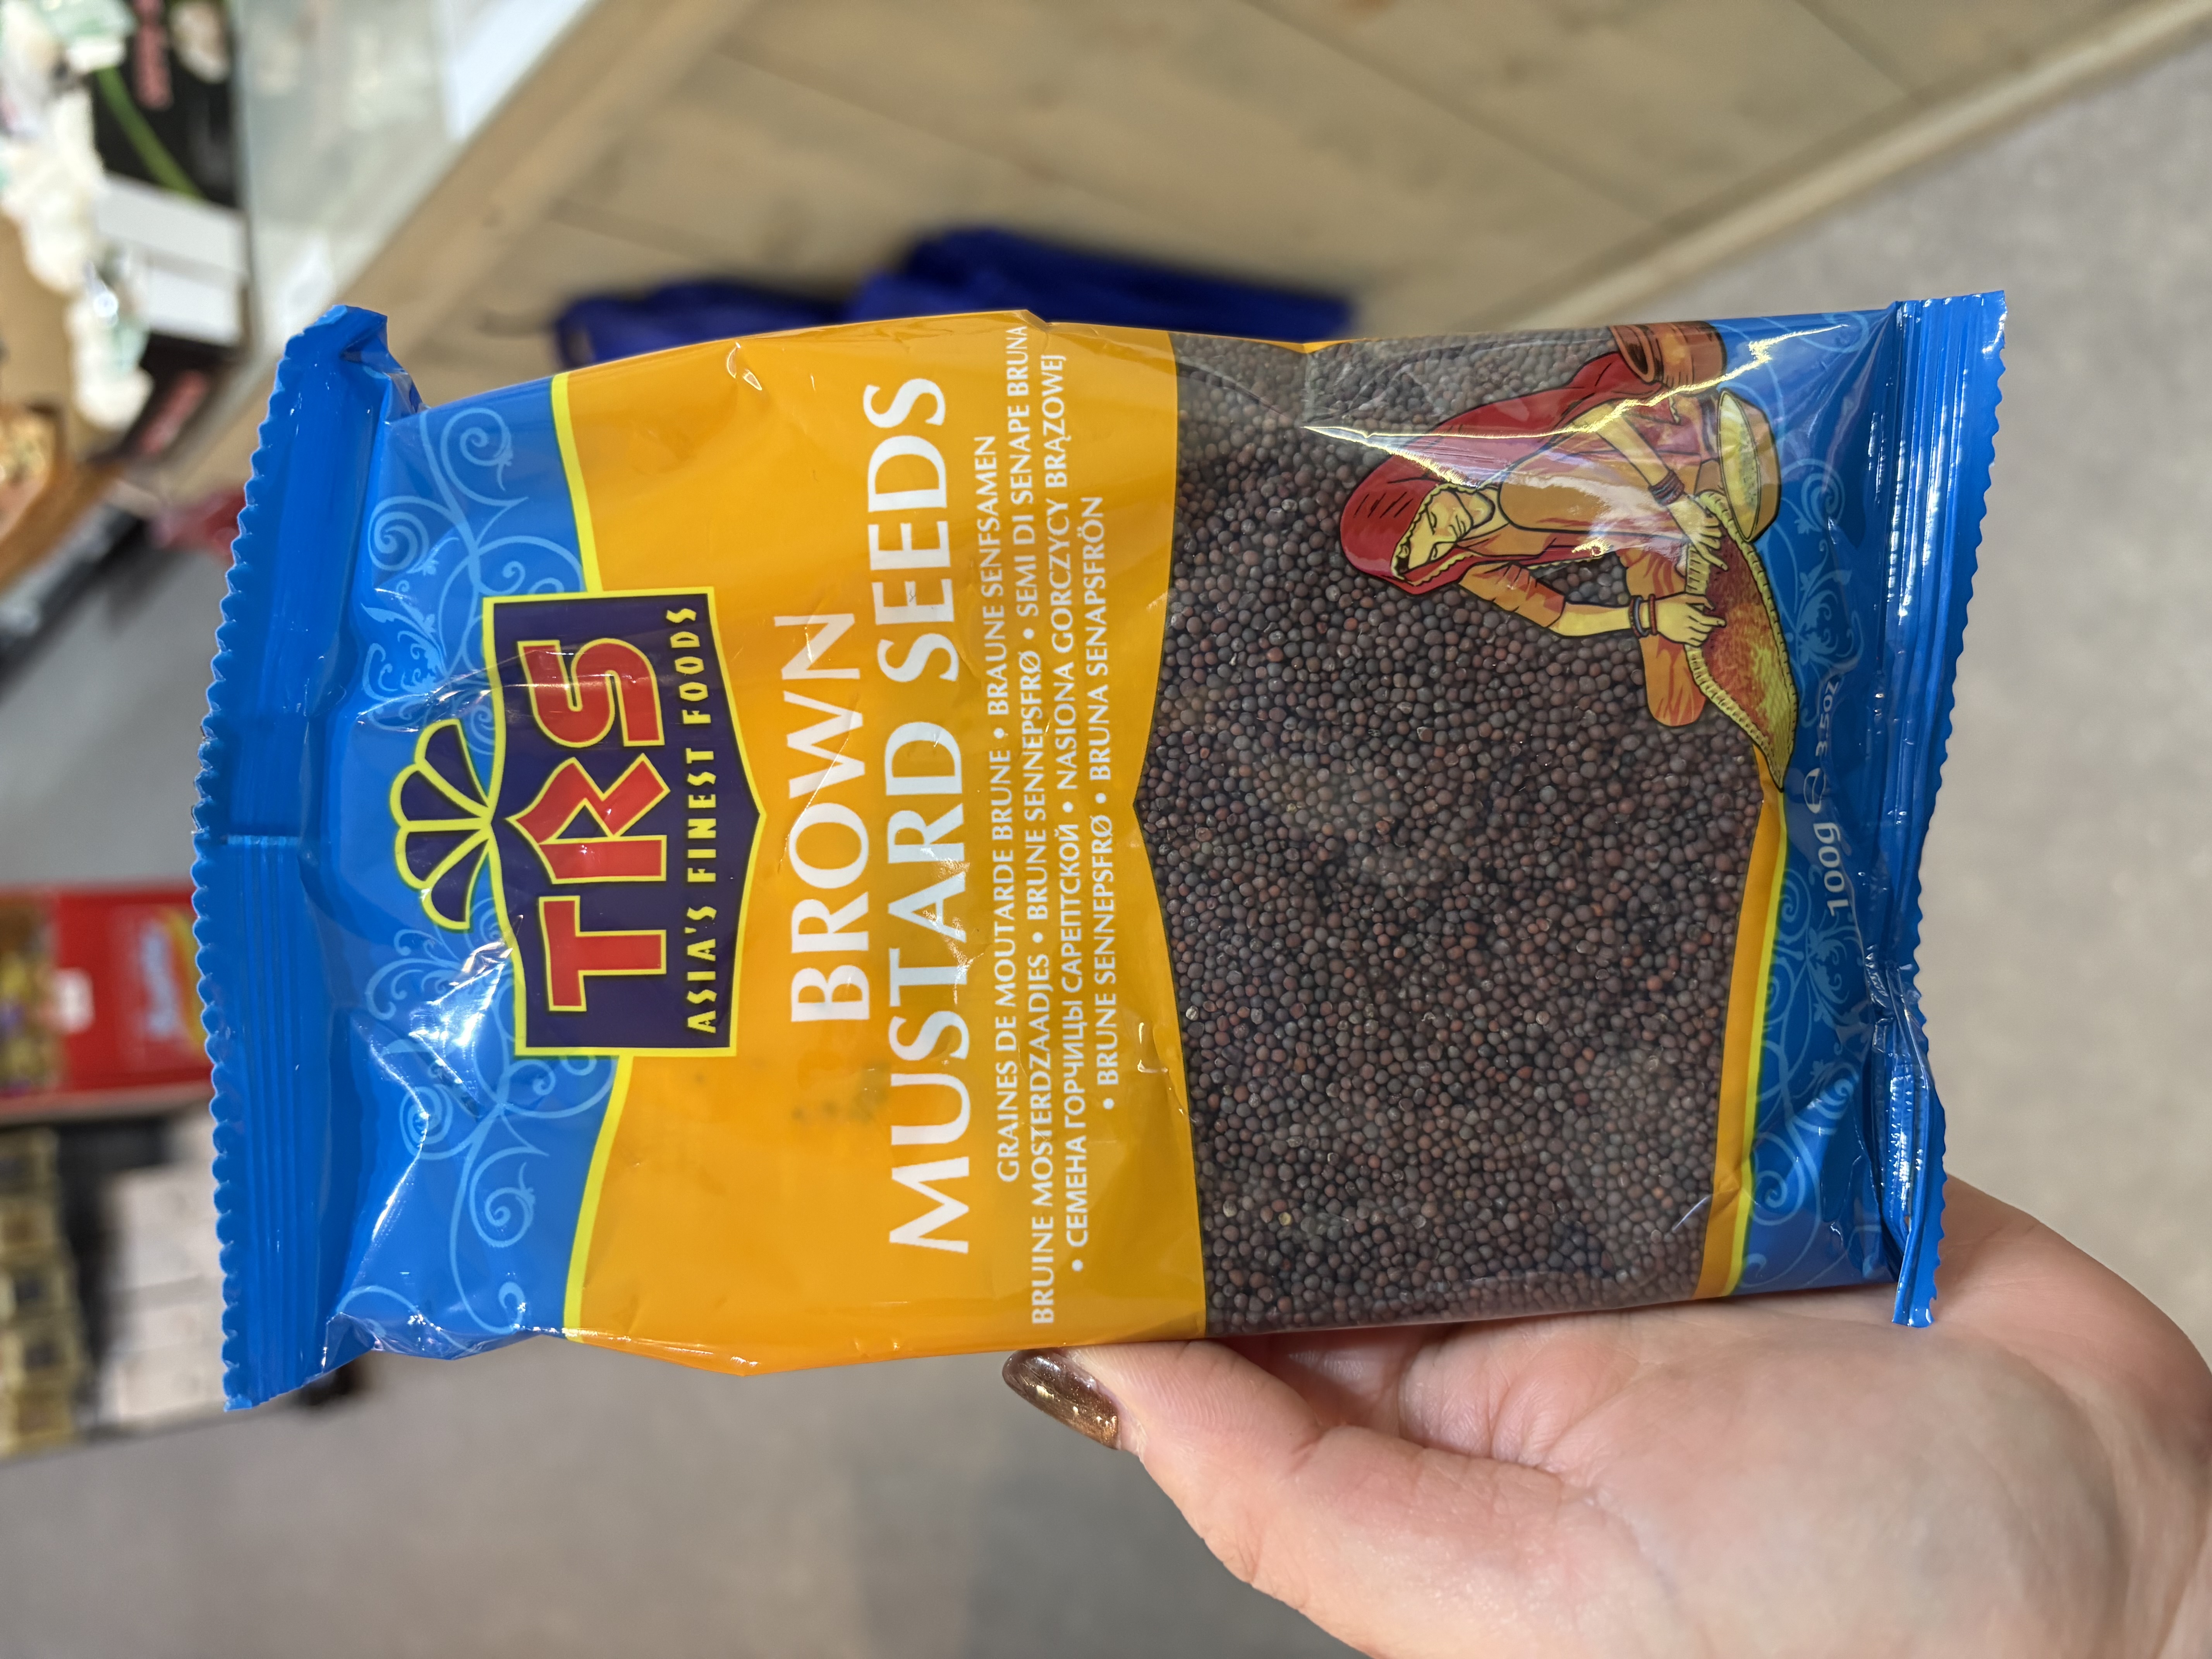 TRS
ASIA'S FINEST FOODS
BROWN
MUSTARD SEEDS
GRAINES DE MOUTARDE BRUNE • BRAUNE SENFSAMEN
BRUINE MOSTERDZAADJES • BRUNE SENNEPSFRØ • SEMI DI SENAPE BRUNA
• СЕМЕНА ГОРЧИЦЫ САРЕПТСКОЙ • NASIONA GORCZYCY BRĄZOWEJ
• BRUNE SENNEPSFRØ • BRUNA SENAPSFRÖN
100g ℮ 3.5oz